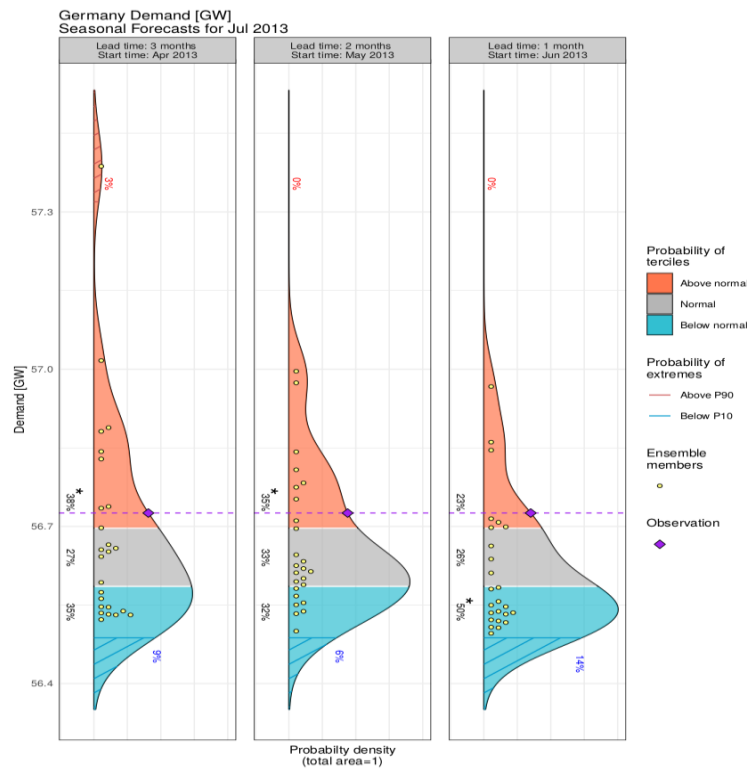 Germany Demand [GW]
Seasonal Forecasts for Jul 2013
Lead time: 3 months
Start time: Apr 2013
Lead time: 2 months
Start time: May 2013
Lead time: 1 month
Start time: Jun 2013
Demand [GW]
57.3
57.0
56.7
56.4
3%
38%
*
27%
35%
9%
0%
35%
*
33%
32%
6%
0%
23%
26%
50%
*
14%
Probabilty density
(total area=1)
Probability of
terciles
Above normal
Normal
Below normal
Probability of
extremes
Above P90
Below P10
Ensemble
members
Observation